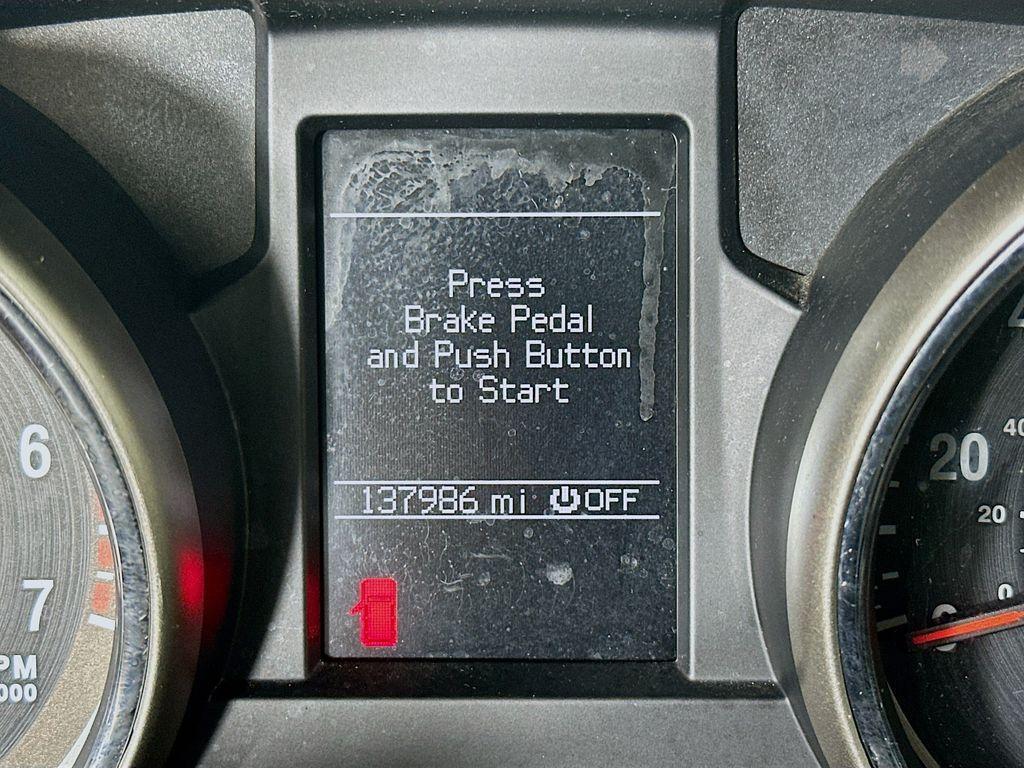 Press
Brake Pedal
and Push Button
to Start
137986 mi OFF
6
7
PM
000
20
40
20
0
0